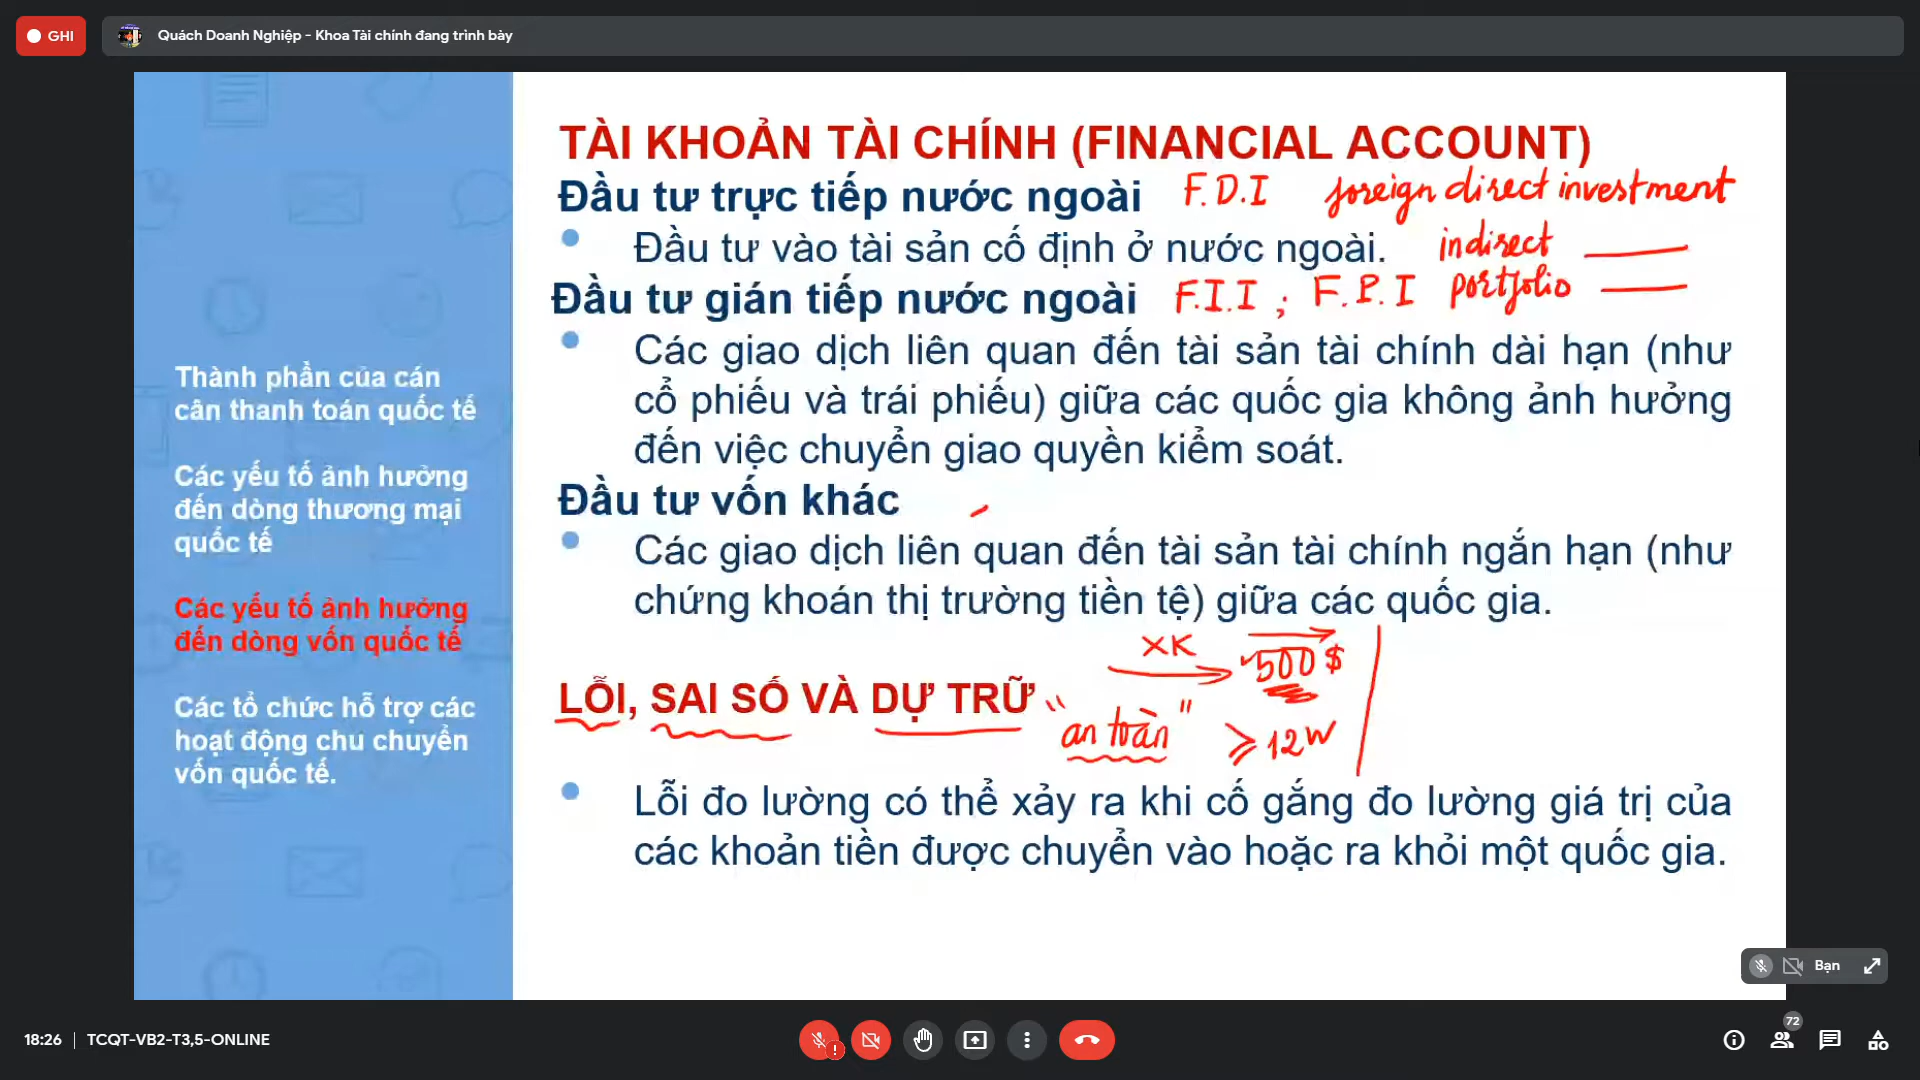 GHI
Quách Doanh Nghiệp - Khoa Tài chính đang trình bày
Thành phần của cán
cân thanh toán quốc tế
Các yếu tố ảnh hưởng
đến dòng thương mại
quốc tế
Các yếu tố ảnh hưởng
đến dòng vốn quốc tế
Các tổ chức hỗ trợ các
hoạt động chu chuyển
vốn quốc tế.
TÀI KHOẢN TÀI CHÍNH (FINANCIAL ACCOUNT)
Đầu tư trực tiếp nước ngoài F.D.I foreign direct investment
Đầu tư vào tài sản cố định ở nước ngoài. indirect
Đầu tư gián tiếp nước ngoài F.I.I ; F.P.I portfolio
Các giao dịch liên quan đến tài sản tài chính dài hạn (như
cổ phiếu và trái phiếu) giữa các quốc gia không ảnh hưởng
đến việc chuyển giao quyền kiểm soát.
Đầu tư vốn khác
Các giao dịch liên quan đến tài sản tài chính ngắn hạn (như
chứng khoán thị trường tiền tệ) giữa các quốc gia.
XK 500 $
LỖI, SAI SỐ VÀ DỰ TRỮ "an toàn" ≥ 12W
Lỗi đo lường có thể xảy ra khi cố gắng đo lường giá trị của
các khoản tiền được chuyển vào hoặc ra khỏi một quốc gia.
Bạn
18:26 | TCQT-VB2-T3,5-ONLINE
72